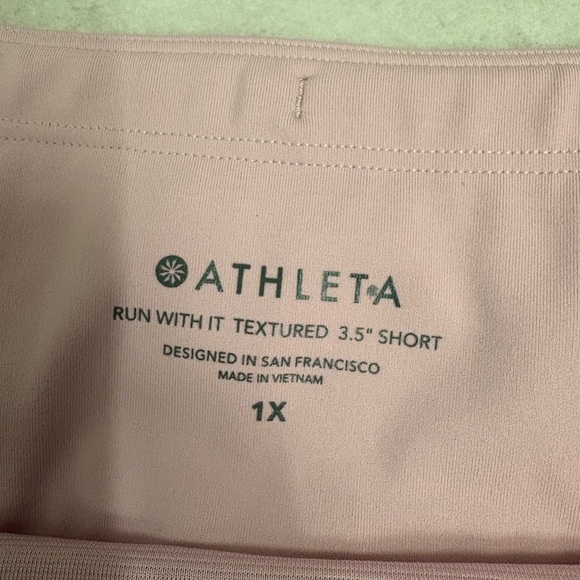 ATHLETA
RUN WITH IT TEXTURED 3.5" SHORT
DESIGNED IN SAN FRANCISCO
MADE IN VIETNAM
1X